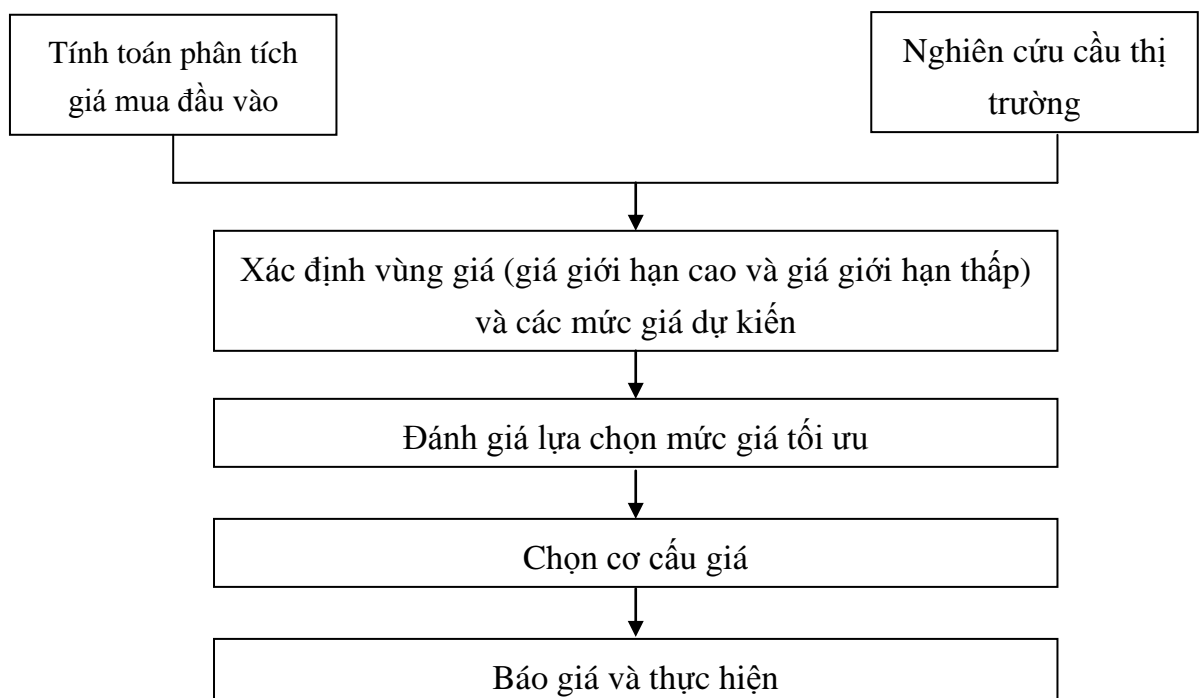 Tính toán phân tích
giá mua đầu vào
Nghiên cứu cầu thị
trường
Xác định vùng giá (giá giới hạn cao và giá giới hạn thấp)
và các mức giá dự kiến
Đánh giá lựa chọn mức giá tối ưu
Chọn cơ cấu giá
Báo giá và thực hiện